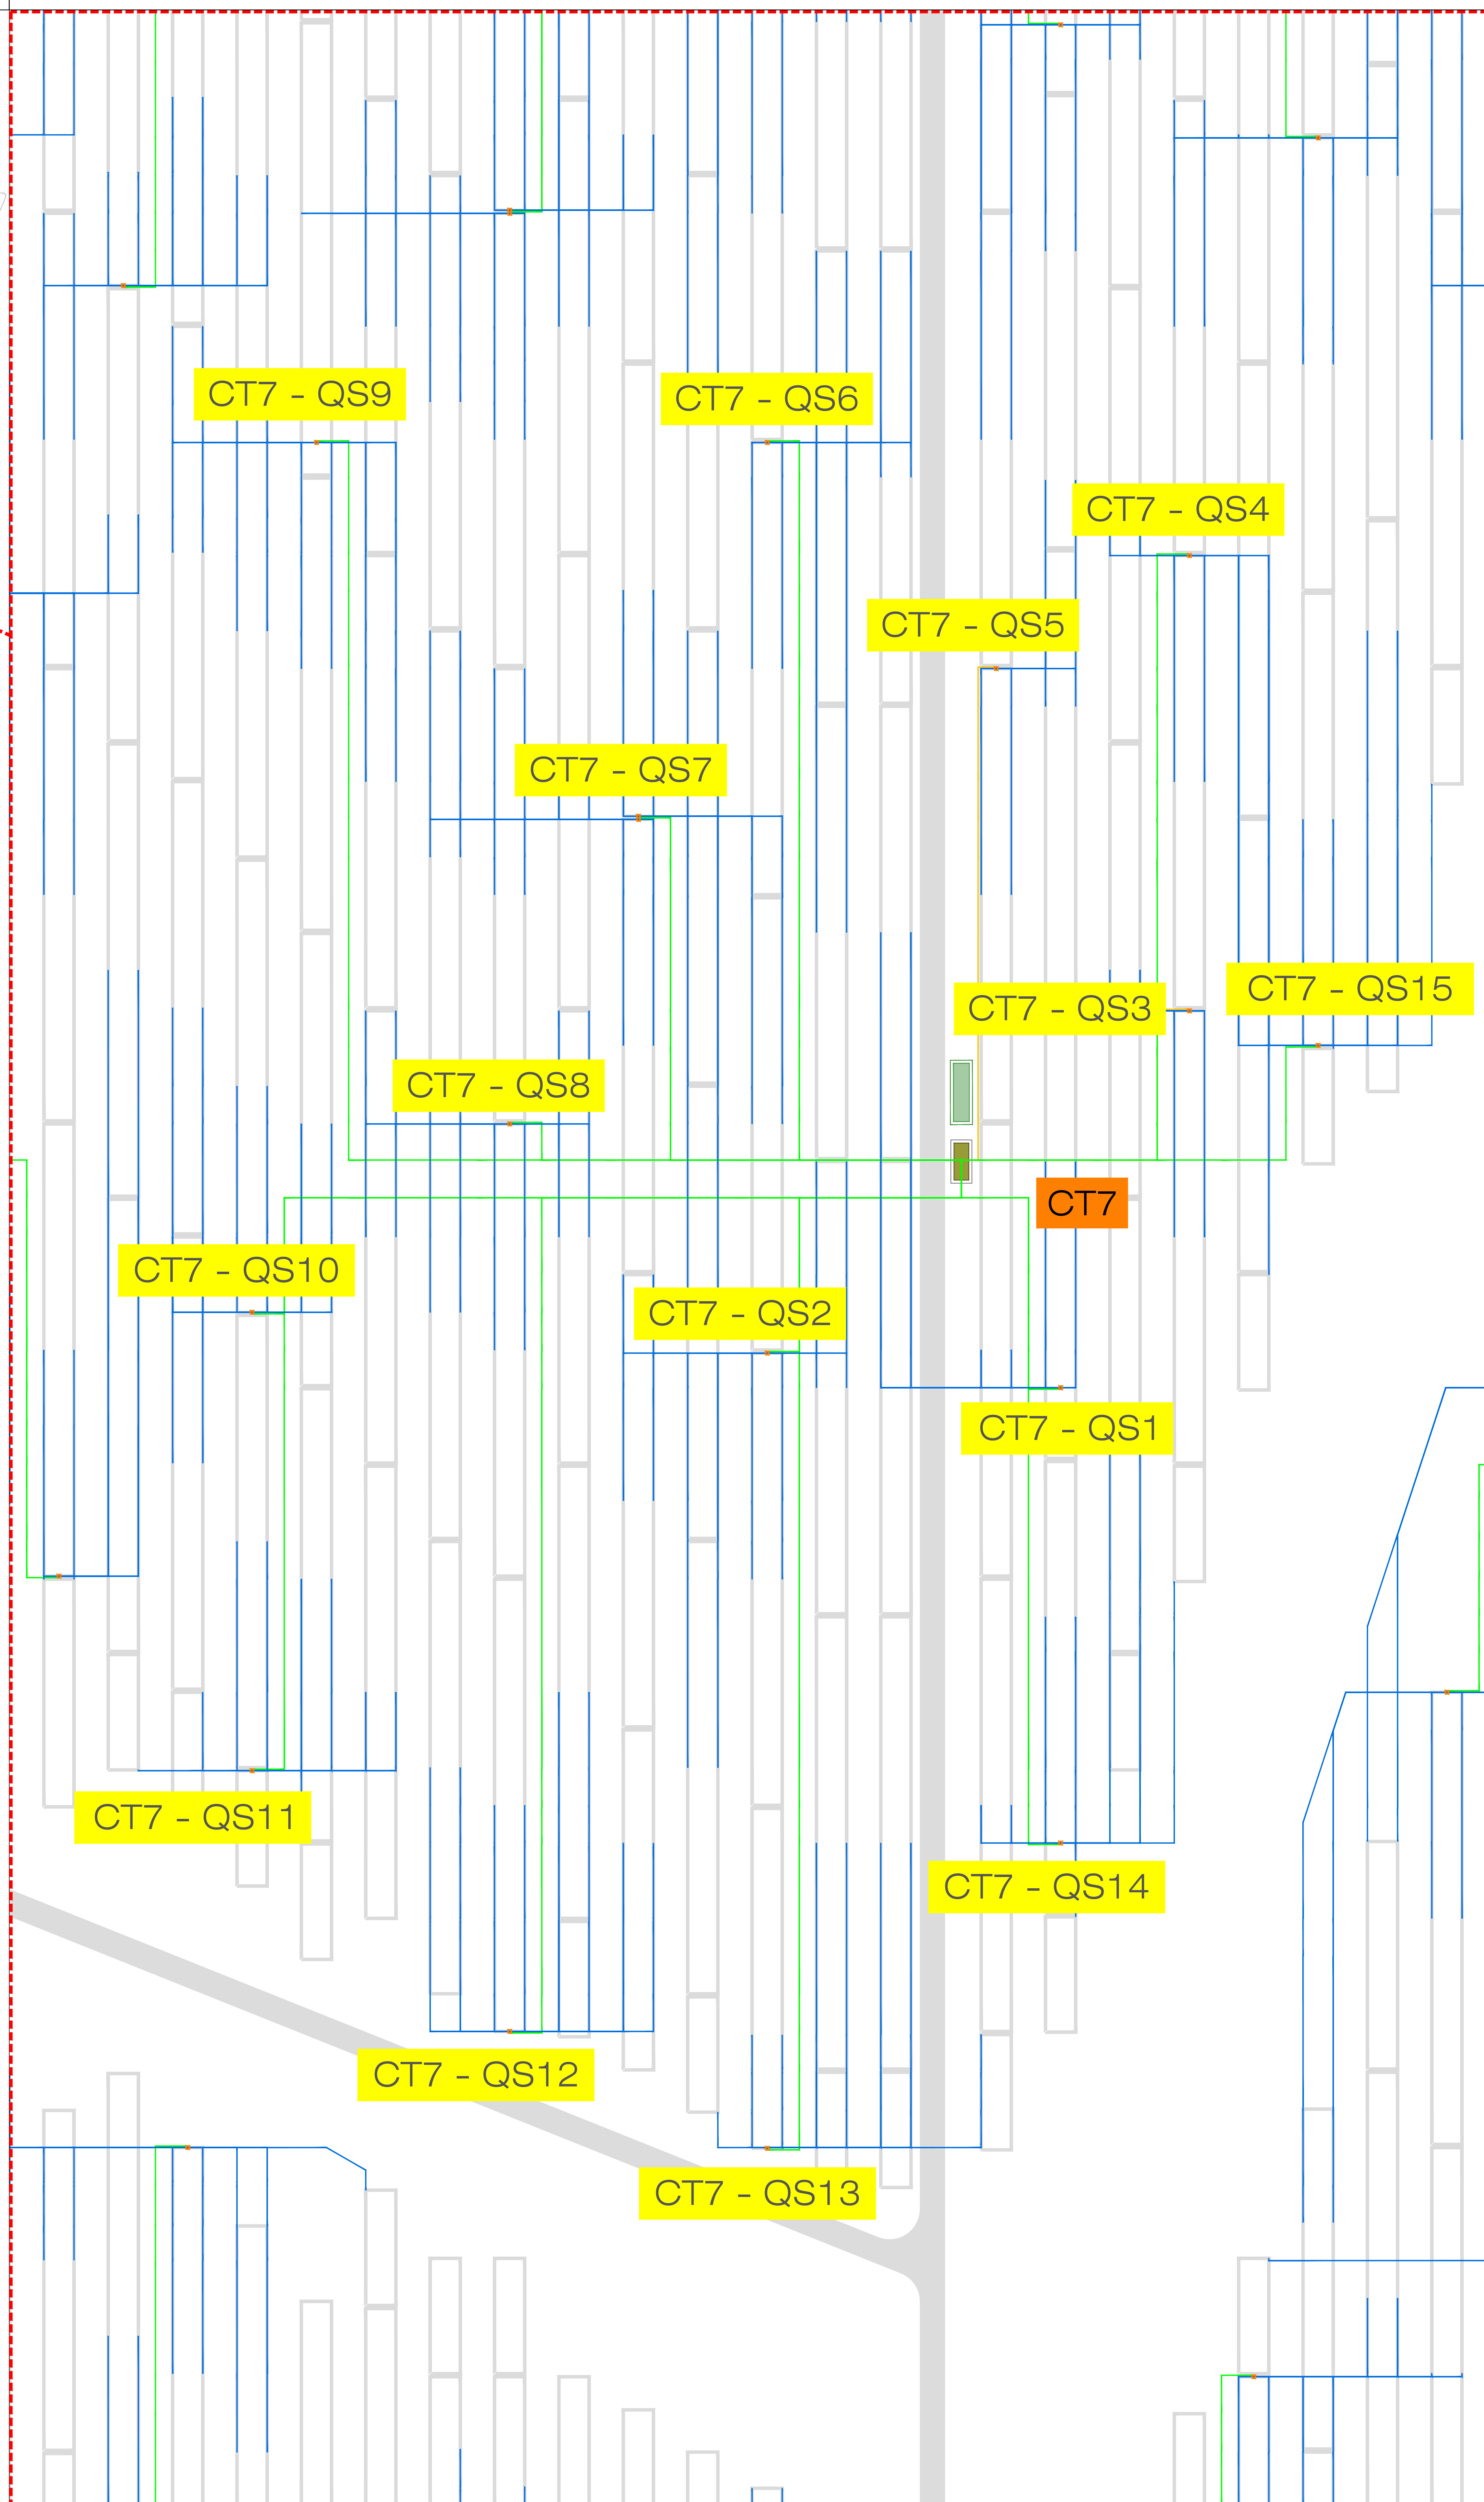 CT7 - QS9
CT7 - QS6
CT7 - QS4
CT7 - QS5
CT7 - QS7
CT7 - QS15
CT7 - QS3
CT7 - QS8
CT7
CT7 - QS10
CT7 - QS2
CT7 - QS1
CT7 - QS11
CT7 - QS14
CT7 - QS12
CT7 - QS13